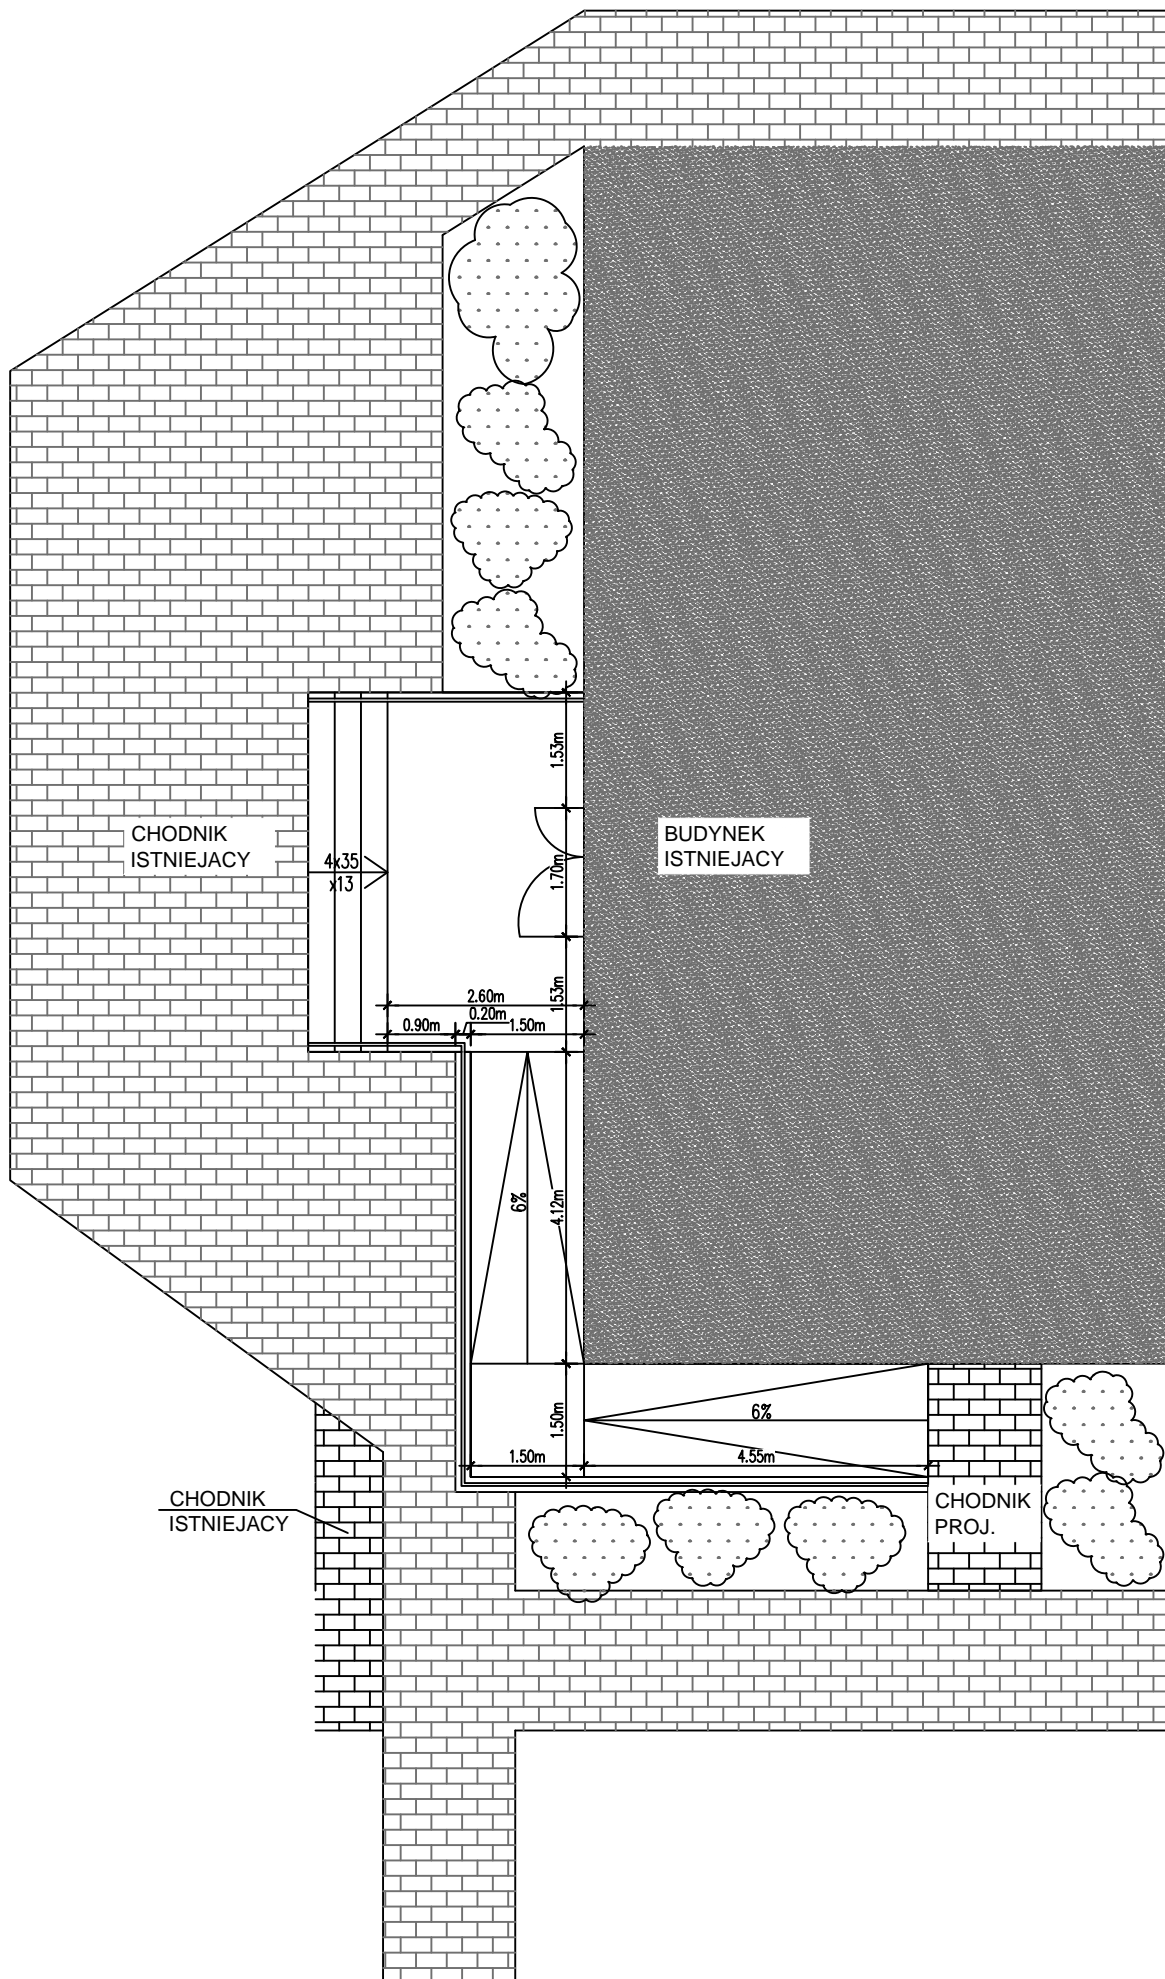 1.53m
CHODNIK
ISTNIEJACY
BUDYNEK
ISTNIEJACY
4x35
x13
1.70m
1.53m
2.60m
0.20m
0.90m
1.50m
6%
4.12m
6%
1.50m
1.50m
4.55m
CHODNIK
ISTNIEJACY
CHODNIK
PROJ.